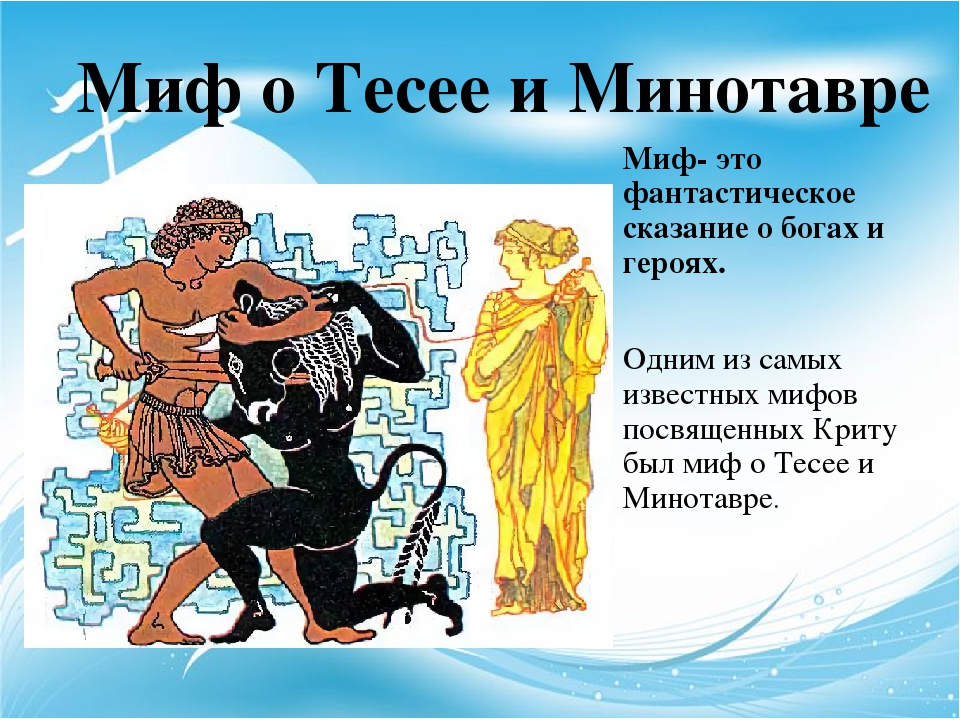 Миф о Тесее и Минотавре
Миф- это
фантастическое
сказание о богах и
героях.
Одним из самых
известных мифов
посвященных Криту
был миф о Тесее и
Минотавре.